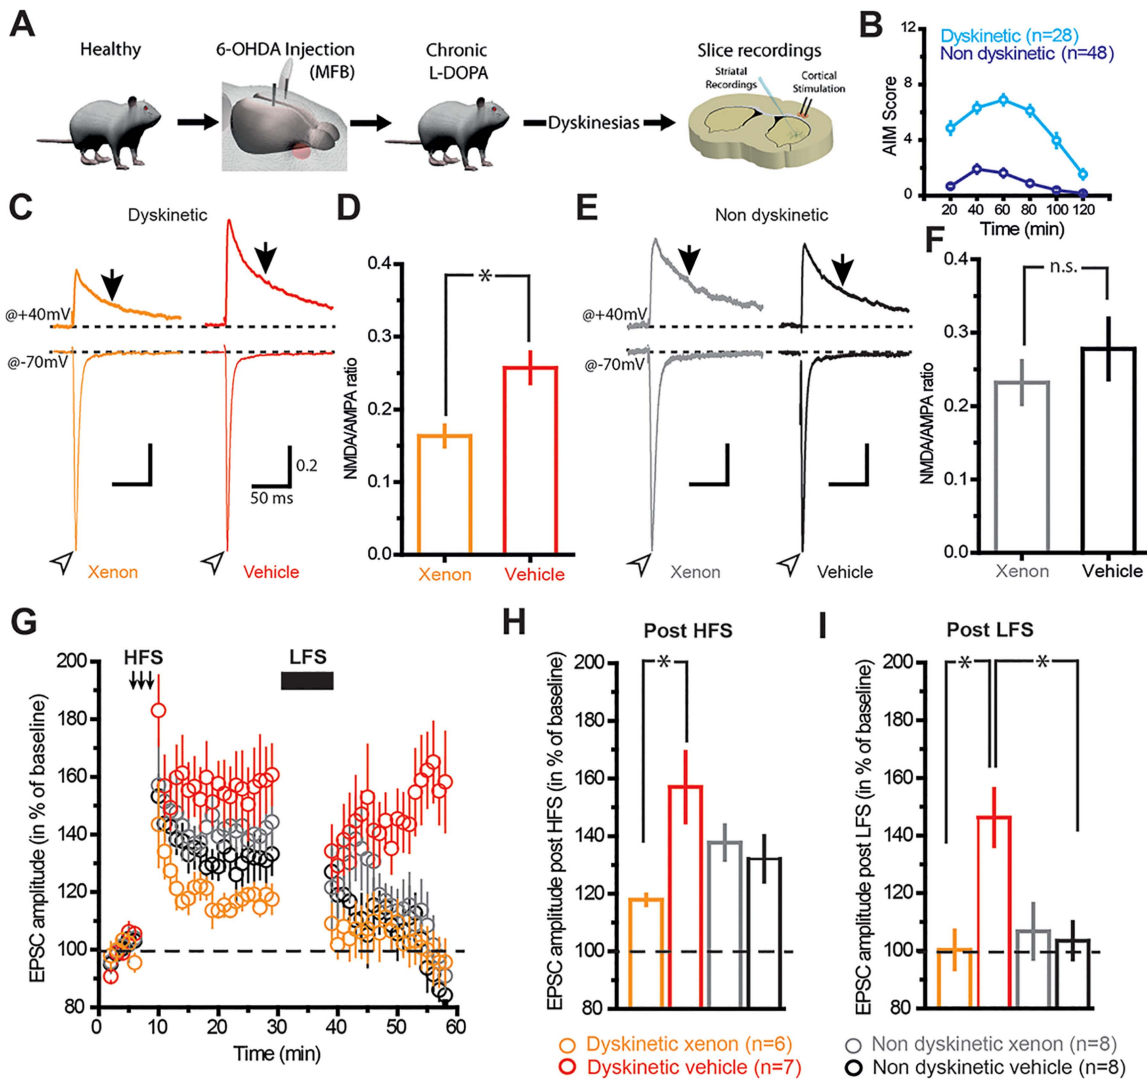 A
Healthy
6-OHDA Injection
(MFB)
Chronic
L-DOPA
Dyskinesias
Slice recordings
Striatal
Recordings
Cortical
Stimulation
B
Dyskinetic (n=28)
Non dyskinetic (n=48)
AIM Score
12
8
4
0
20 40 60 80 100 120
Time (min)
C
Dyskinetic
@+40mV
@-70mV
0.2
50 ms
Xenon
Vehicle
D
NMDA/AMPA ratio
0.4
0.3
0.2
0.1
0.0
*
Xenon
Vehicle
E
Non dyskinetic
@+40mV
@-70mV
Xenon
Vehicle
F
NMDA/AMPA ratio
0.4
0.3
0.2
0.1
0.0
n.s.
Xenon
Vehicle
G
HFS
LFS
EPSC amplitude (in % of baseline)
200
180
160
140
120
100
80
0 10 20 30 40 50 60
Time (min)
H
Post HFS
EPSC amplitude post HFS (in % of baseline)
200
180
160
140
120
100
80
*
I
Post LFS
EPSC amplitude post LFS (in % of baseline)
200
180
160
140
120
100
80
* *
Dyskinetic xenon (n=6)
Dyskinetic vehicle (n=7)
Non dyskinetic xenon (n=8)
Non dyskinetic vehicle (n=8)